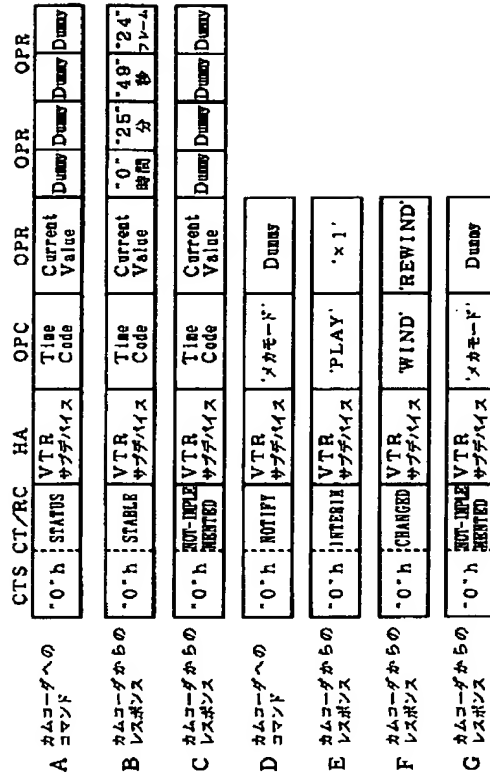 CTS CT/RC HA OPC OPR OPR OPR
A カムコーダへの コマンド "0"h STATUS VTR サブデバイス Time Code Current Value Dummy Dummy Dummy Dummy
B カムコーダからの レスポンス "0"h STABLE VTR サブデバイス Time Code Current Value "0" 時間 "25" 分 "49" 秒 "24" フレーム
C カムコーダからの レスポンス "0"h NOT-IMPLEMENTED VTR サブデバイス Time Code Current Value Dummy Dummy Dummy Dummy
D カムコーダへの コマンド "0"h NOTIFY VTR サブデバイス 'メカモード' Dummy
E カムコーダからの レスポンス "0"h INTERIM VTR サブデバイス 'PLAY' '×1'
F カムコーダからの レスポンス "0"h CHANGED VTR サブデバイス 'WIND' 'REWIND'
G カムコーダからの レスポンス "0"h NOT-IMPLEMENTED VTR サブデバイス 'メカモード' Dummy